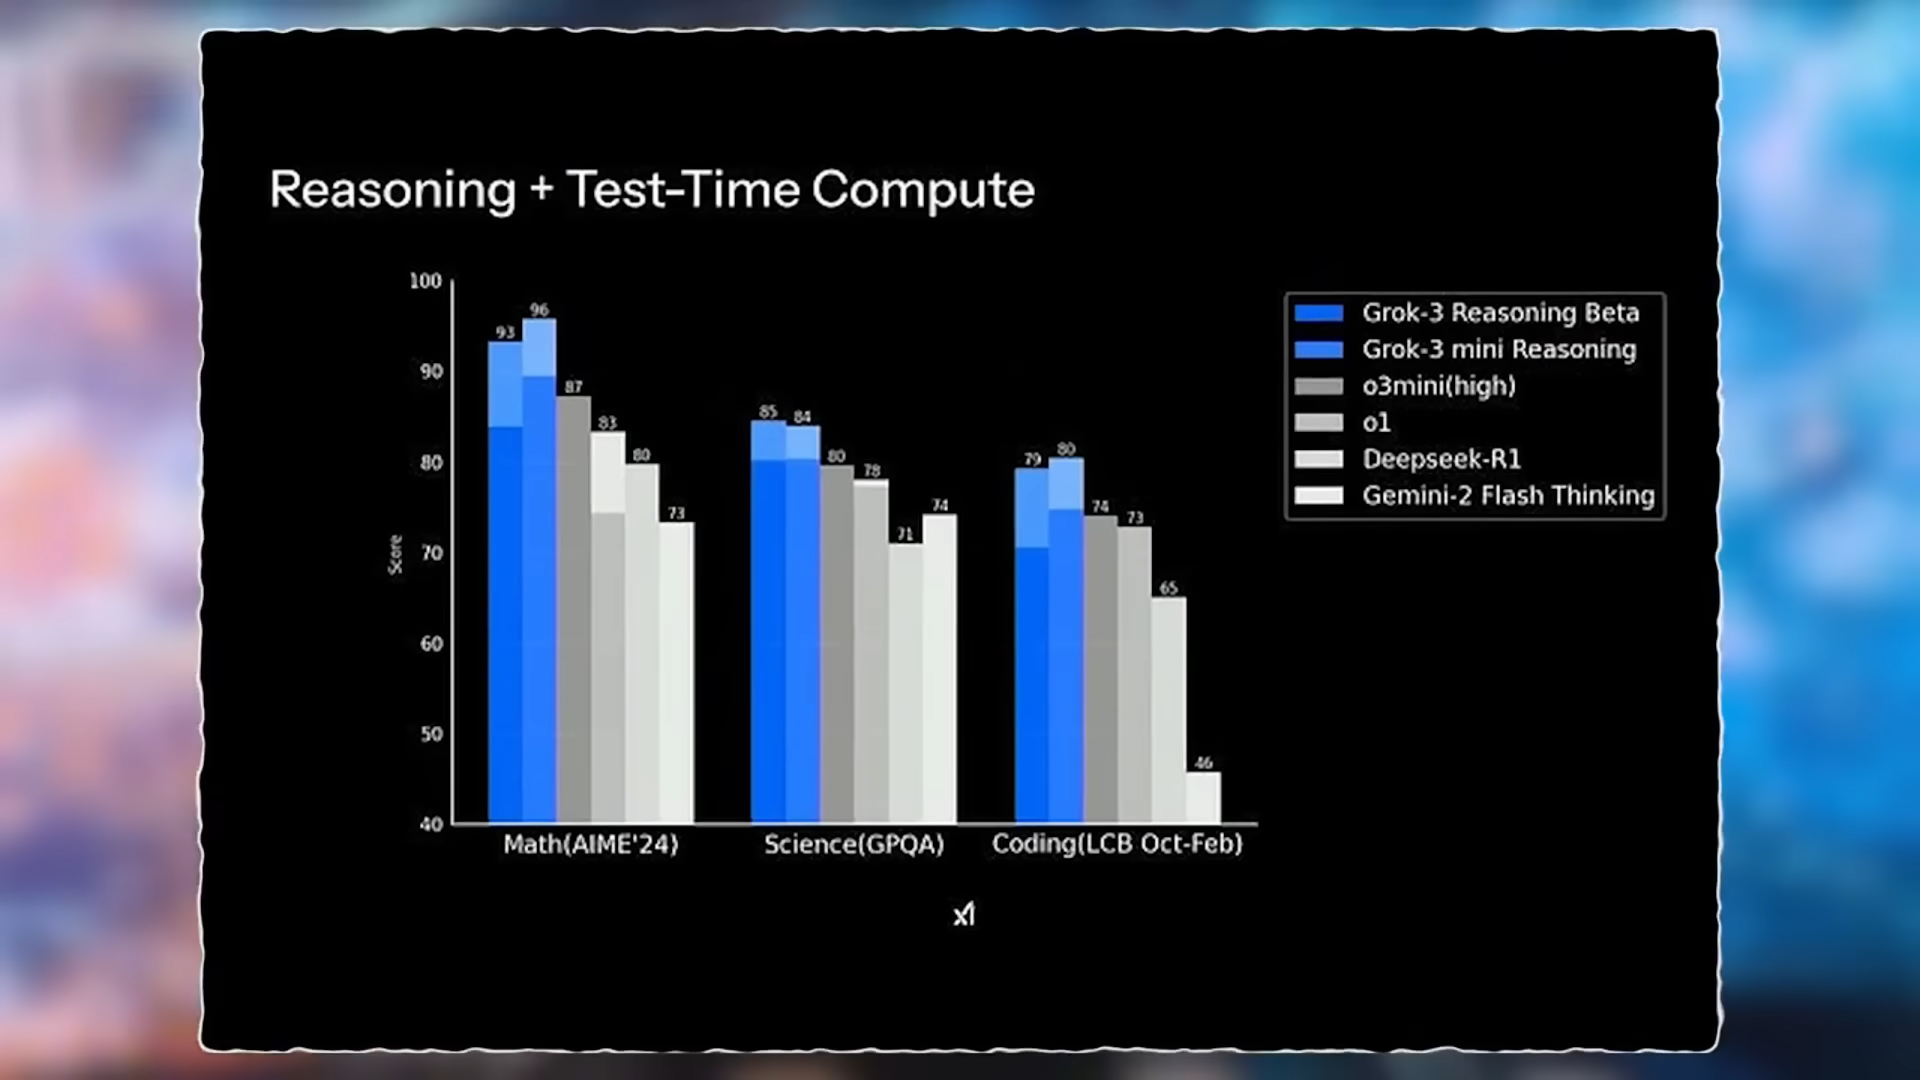 Reasoning + Test-Time Compute
100
90
80
70
60
50
40
Score
93
96
87
83
80
73
85
84
80
78
71
74
79
80
74
73
65
46
Math(AIME'24)
Science(GPQA)
Coding(LCB Oct-Feb)
Grok-3 Reasoning Beta
Grok-3 mini Reasoning
o3mini(high)
o1
Deepseek-R1
Gemini-2 Flash Thinking
xI